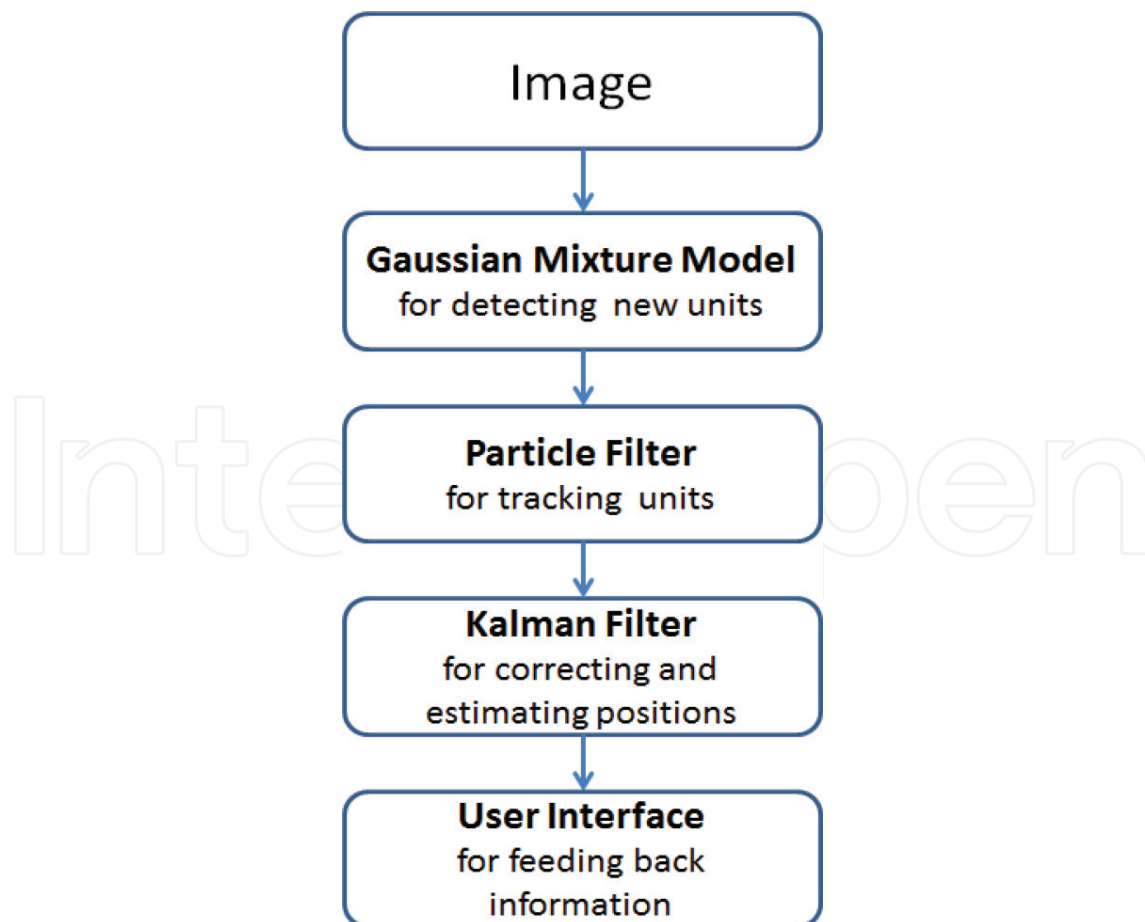 Image
Gaussian Mixture Model
for detecting new units
Particle Filter
for tracking units
Kalman Filter
for correcting and
estimating positions
User Interface
for feeding back
information